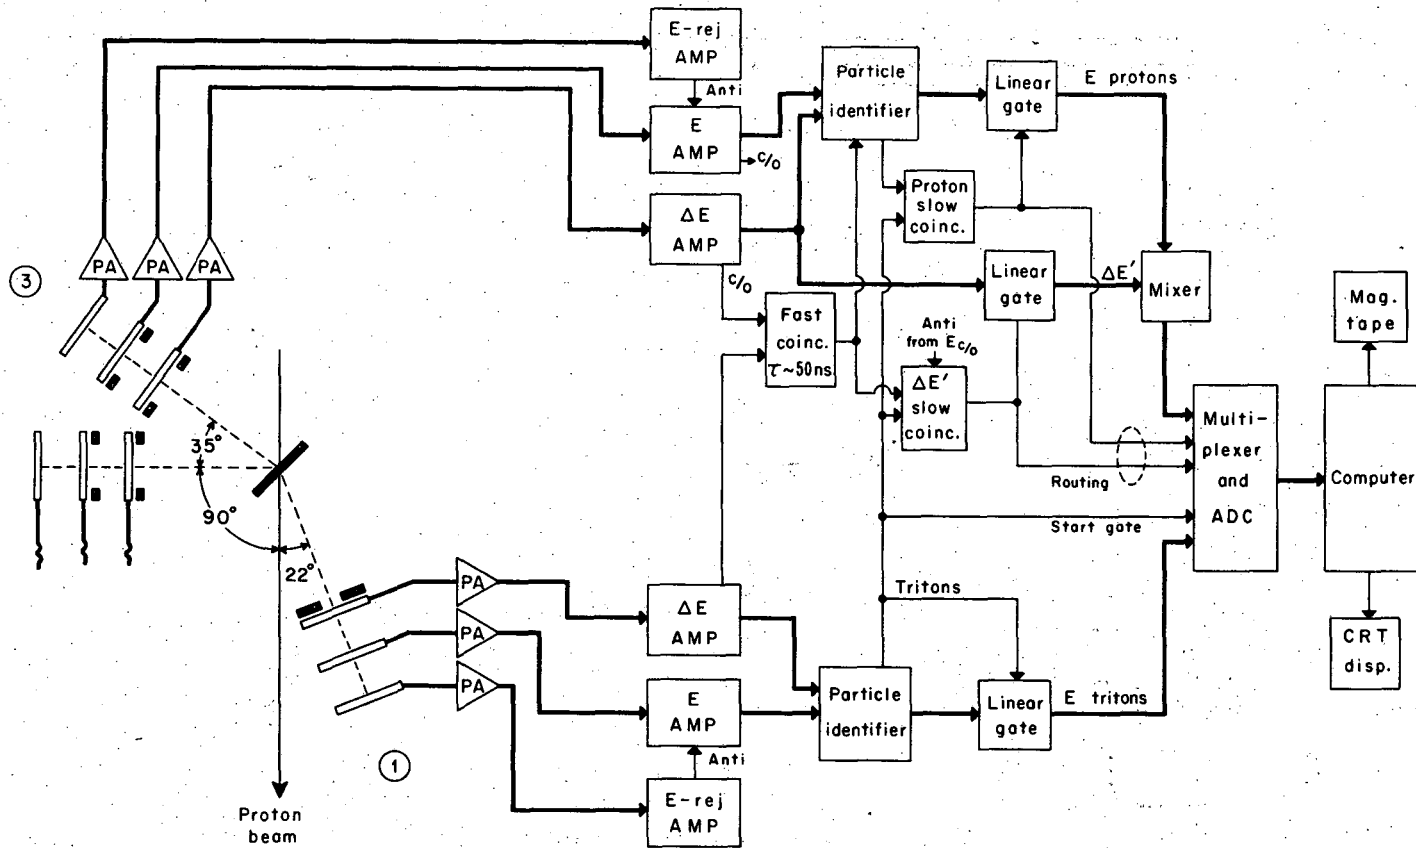 E-rej
AMP
Anti
E
AMP
c/o
ΔE
AMP
c/o
Particle
identifier
Linear
gate
E protons
Proton
slow
coinc.
Linear
gate
ΔE'
Mixer
Fast
coinc.
τ~50ns
Anti
from E c/o
ΔE'
slow
coinc.
Mag.
tape
Multi-
plexer
and
ADC
Computer
CRT
disp.
Routing
Start gate
PA
PA
PA
3
35°
90°
22°
PA
PA
PA
1
Proton
beam
ΔE
AMP
E
AMP
Anti
E-rej
AMP
Tritons
Particle
identifier
Linear
gate
E tritons